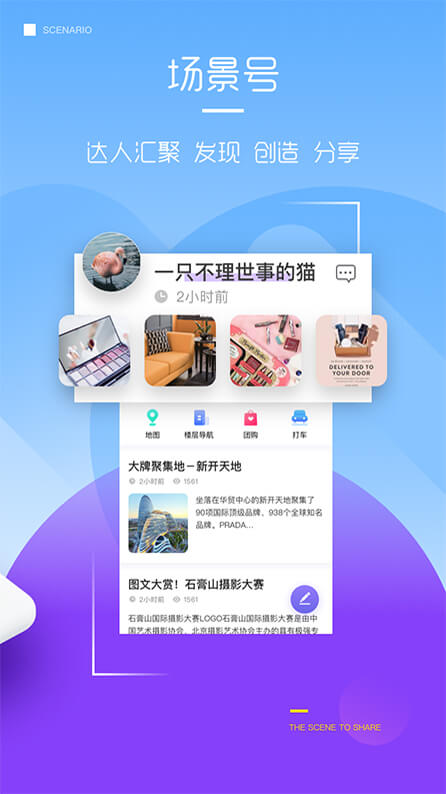 SCENARIO
场景号
达人汇聚 发现 创造 分享
一只不理世事的猫
2小时前
DELIVERED TO
YOUR DOOR
地图 楼层导航 团购 打车
大牌聚集地－新开天地
2小时前 1561
坐落在华贸中心的新开天地聚集了
90项国际顶级品牌、938个全球知名
品牌。PRADA...
图文大赏！石膏山摄影大赛
2小时前 1561
石膏山国际摄影大赛LOGO石膏山国际摄影大赛是由中
国艺术摄影协会、北京摄影艺术协会主办的具有极强专
THE SCENE TO SHARE